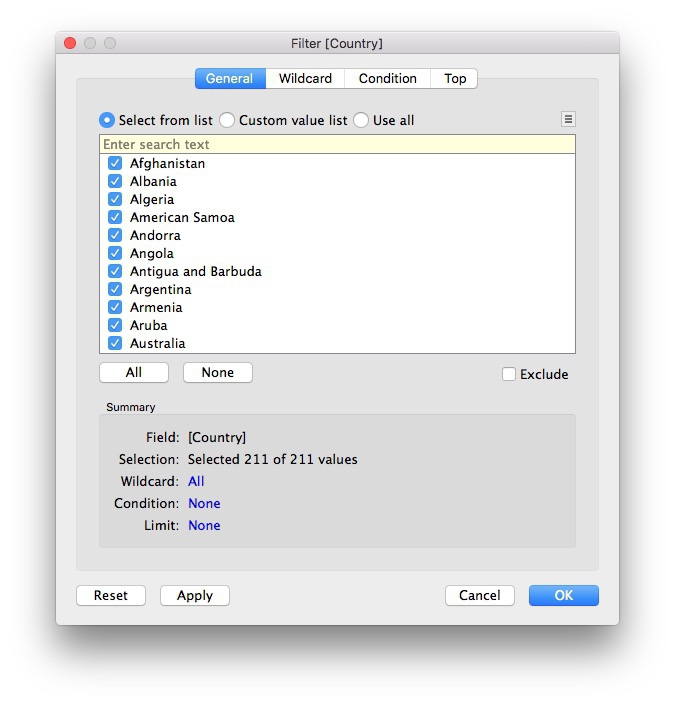 Filter [Country]
General Wildcard Condition Top
Select from list Custom value list Use all
Enter search text
Afghanistan
Albania
Algeria
American Samoa
Andorra
Angola
Antigua and Barbuda
Argentina
Armenia
Aruba
Australia
All None Exclude
Summary
Field: [Country]
Selection: Selected 211 of 211 values
Wildcard: All
Condition: None
Limit: None
Reset Apply Cancel OK